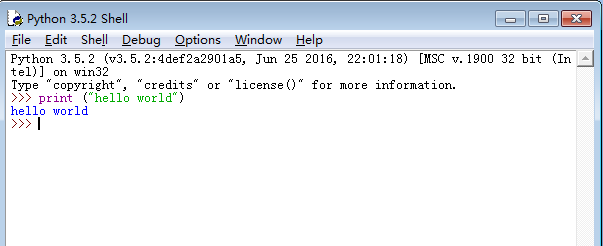 Python 3.5.2 Shell
File Edit Shell Debug Options Window Help
Python 3.5.2 (v3.5.2:4def2a2901a5, Jun 25 2016, 22:01:18) [MSC v.1900 32 bit (In
tel)] on win32
Type "copyright", "credits" or "license()" for more information.
>>> print ("hello world")
hello world
>>>